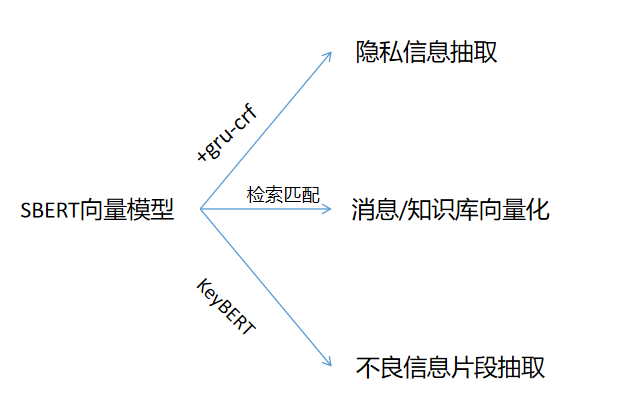 隐私信息抽取
+gru-crf
检索匹配
SBERT向量模型
消息/知识库向量化
KeyBERT
不良信息片段抽取